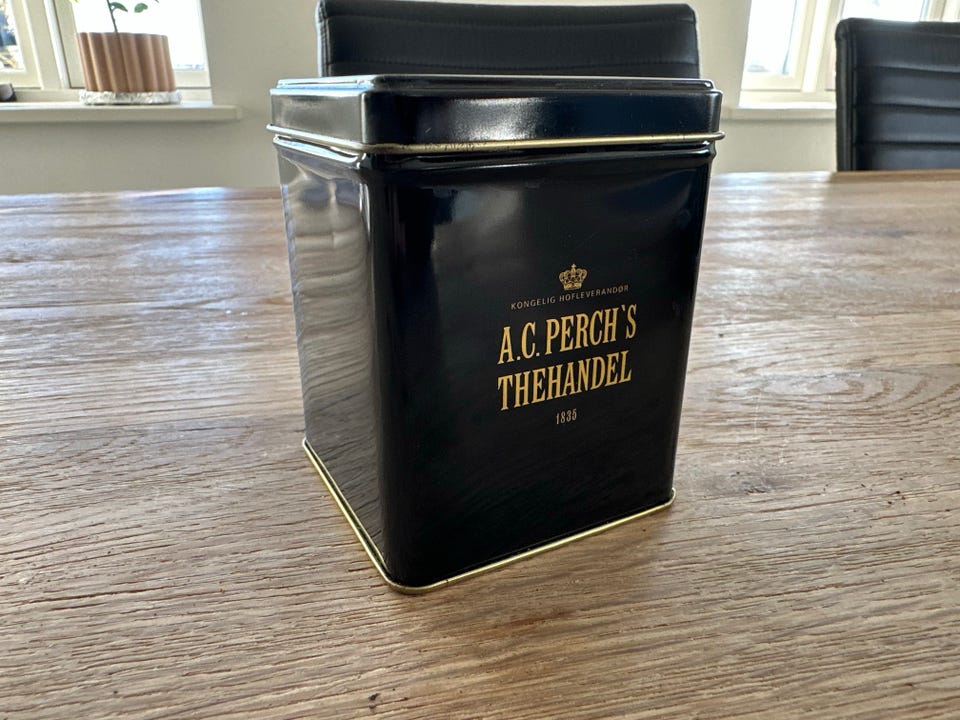 KONGELIG HOFLEVERANDØR
A.C. PERCH`S
THEHANDEL
1835